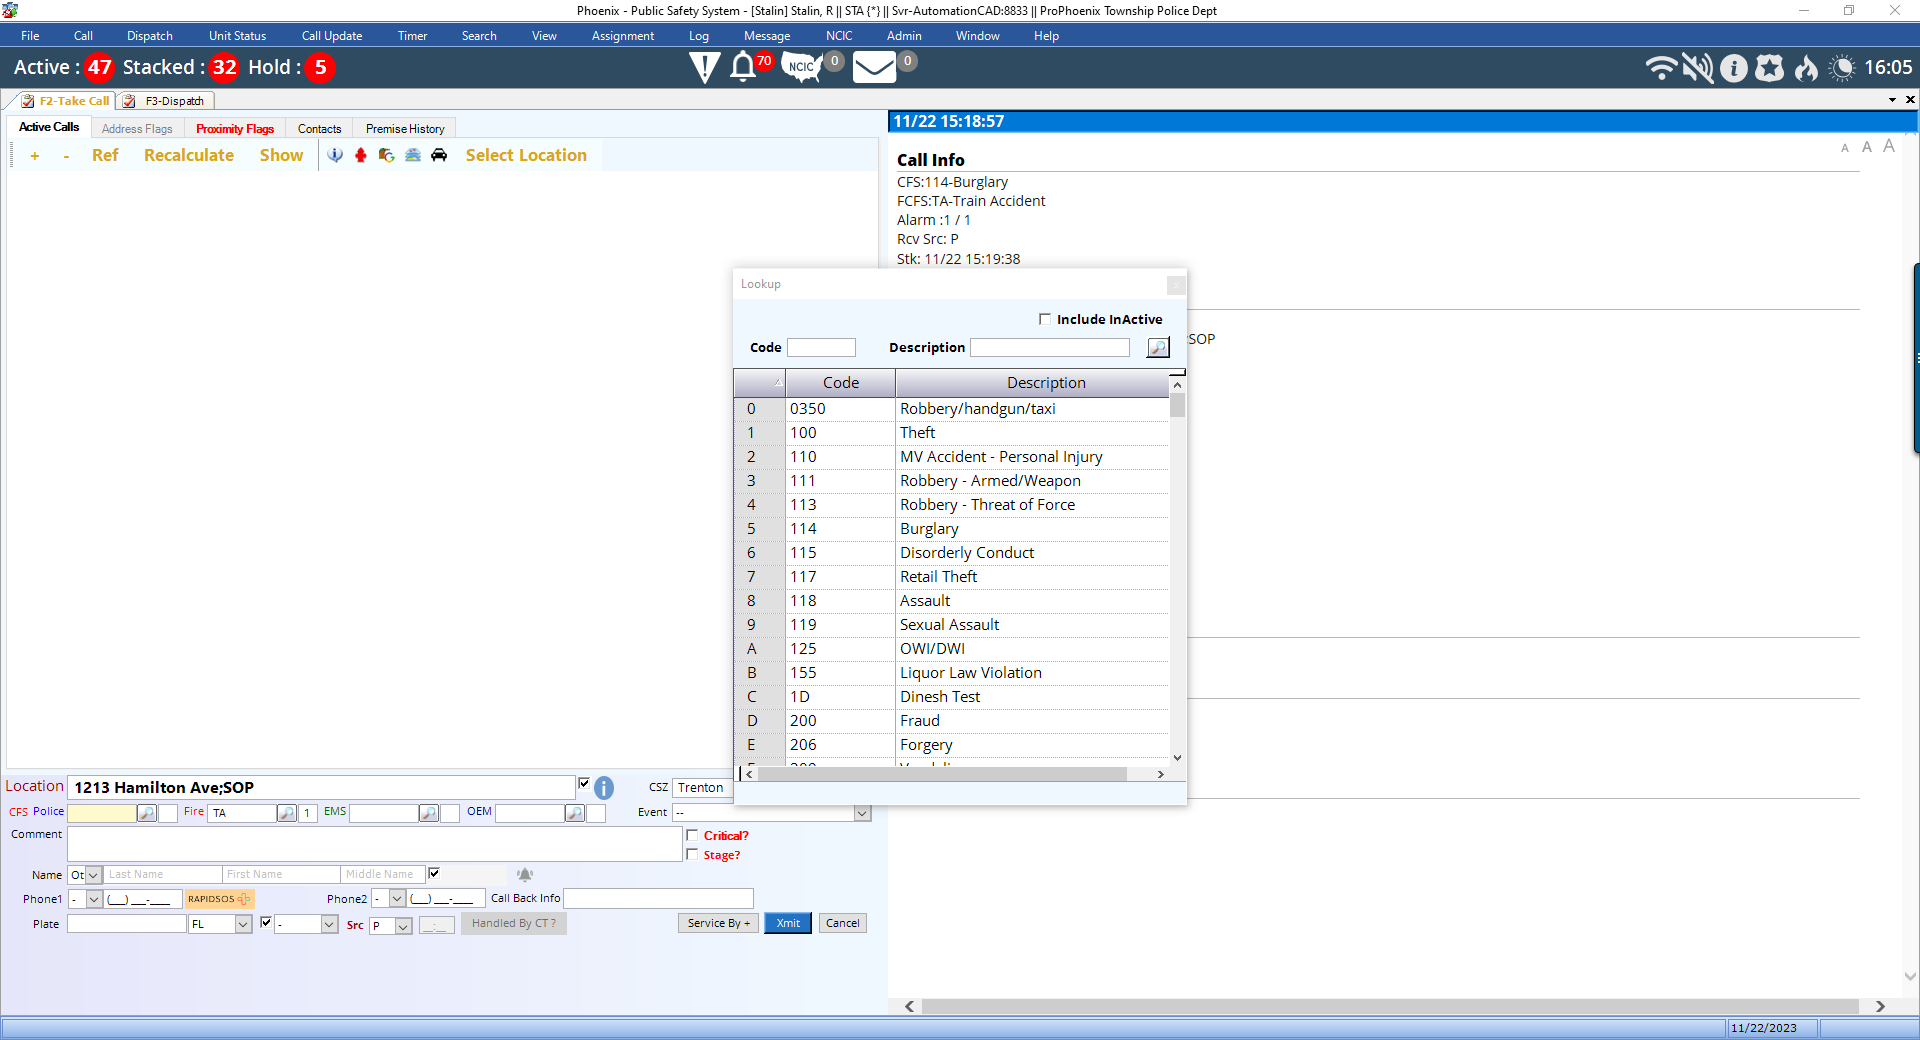 Phoenix - Public Safety System - [Stalin] Stalin, R || STA {*} || Svr-AutomationCAD:8833 || ProPhoenix Township Police Dept
File Call Dispatch Unit Status Call Update Timer Search View Assignment Log Message NCIC Admin Window Help
Active : 47 Stacked : 32 Hold : 5 70 NCIC 0 0 16:05
F2-Take Call F3-Dispatch
Active Calls Address Flags Proximity Flags Contacts Premise History
+ - Ref Recalculate Show Select Location
11/22 15:18:57
A A A
Call Info
CFS:114-Burglary
FCFS:TA-Train Accident
Alarm :1 / 1
Rcv Src: P
Stk: 11/22 15:19:38
SOP
Lookup
Include InActive
Code Description
Code Description
0 0350 Robbery/handgun/taxi
1 100 Theft
2 110 MV Accident - Personal Injury
3 111 Robbery - Armed/Weapon
4 113 Robbery - Threat of Force
5 114 Burglary
6 115 Disorderly Conduct
7 117 Retail Theft
8 118 Assault
9 119 Sexual Assault
A 125 OWI/DWI
B 155 Liquor Law Violation
C 1D Dinesh Test
D 200 Fraud
E 206 Forgery
Location 1213 Hamilton Ave;SOP CSZ Trenton
CFS Police Fire TA 1 EMS OEM Event --
Comment Critical?
Stage?
Name Ot Last Name First Name Middle Name
Phone1 - (___) ___-____ RAPIDSOS Phone2 - (___) ___-____ Call Back Info
Plate FL - Src P __:__ Handled By CT ? Service By + Xmit Cancel
11/22/2023